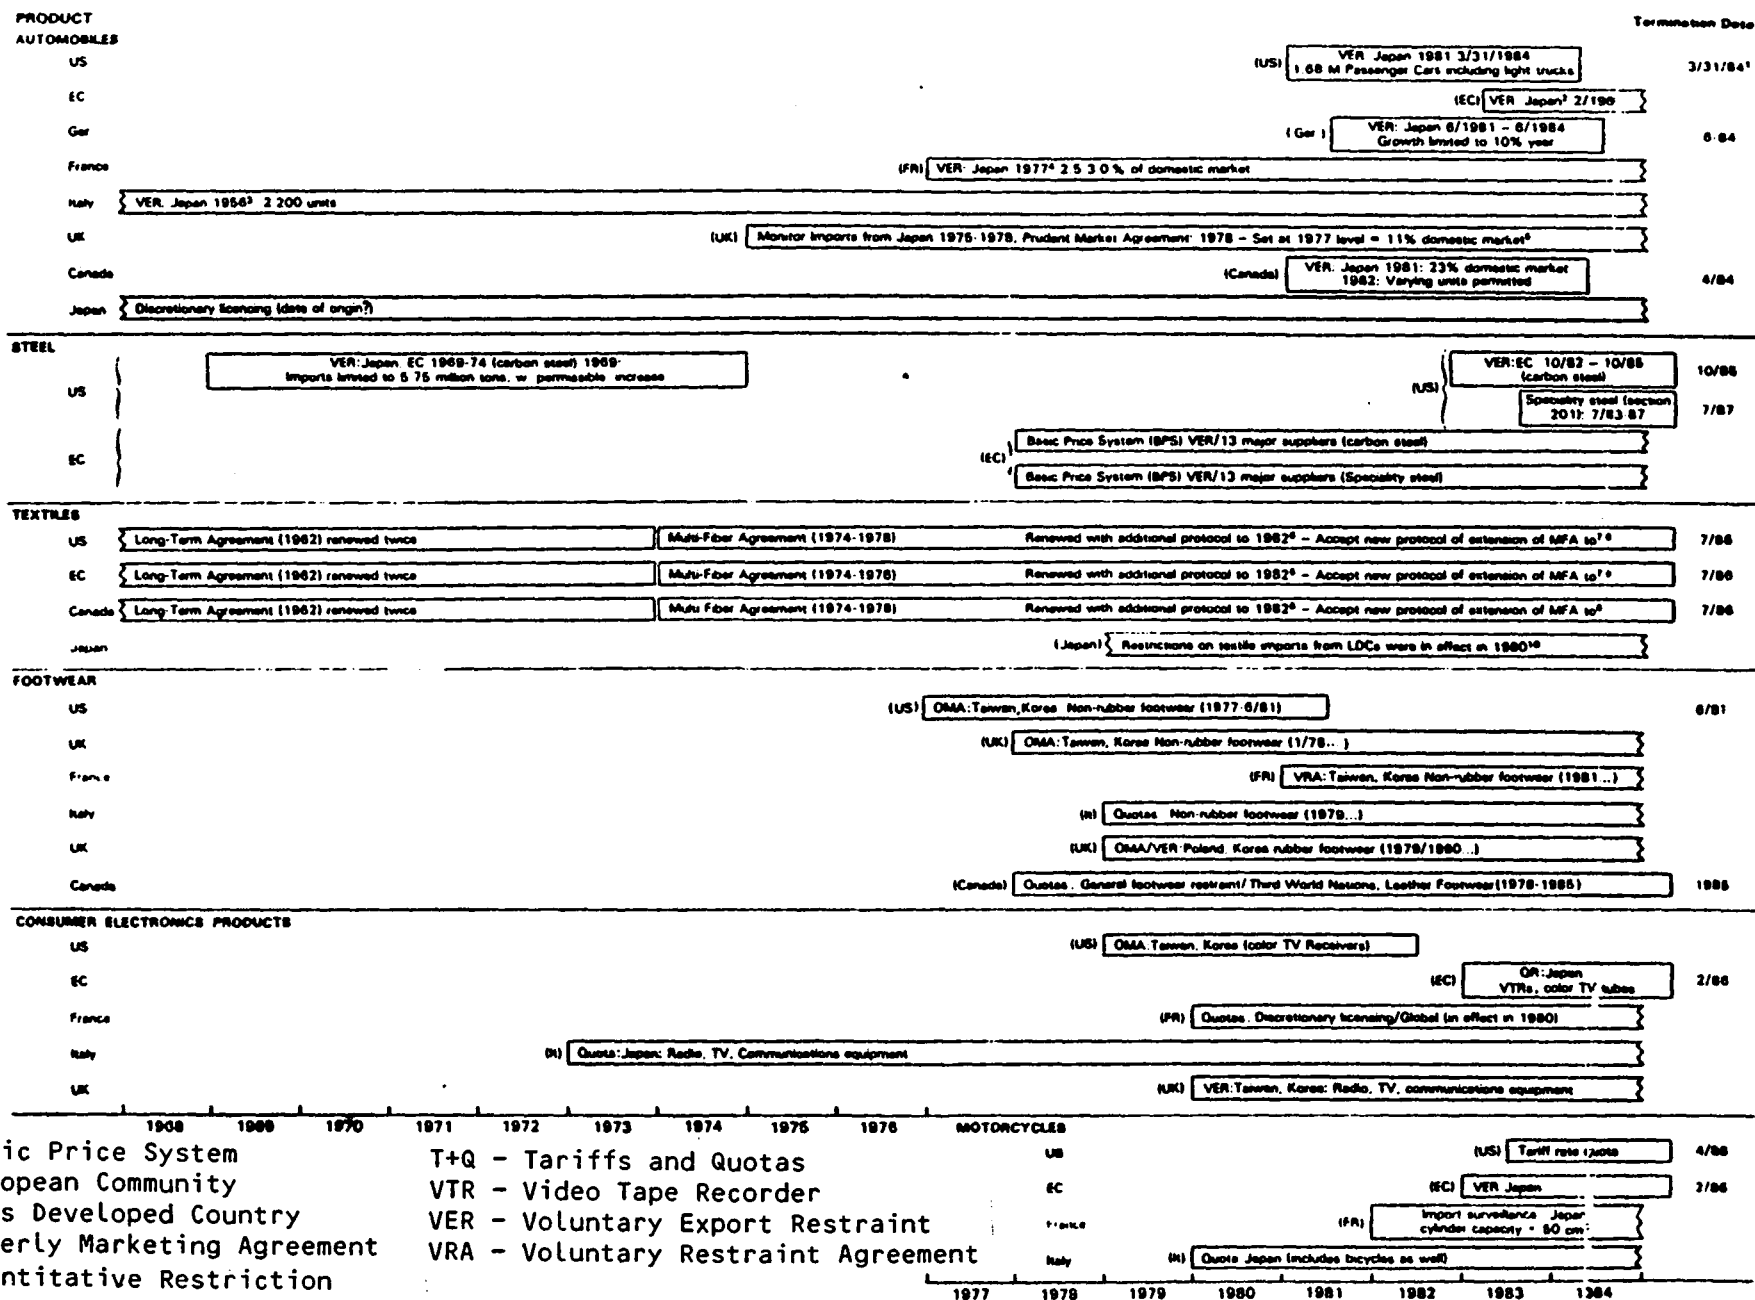 PRODUCT
Termination Date
AUTOMOBILES
US
(US)
VER Japan 1981 3/31/1984
1.68 M Passenger Cars including light trucks
3/31/84¹
EC
(EC)
VER Japan² 2/198
Ger
(Ger)
VER: Japan 6/1981 – 6/1984
Growth limited to 10% year
6·84
France
(FR)
VER: Japan 1977⁴ 2 5 3 0 % of domestic market
Italy
VER. Japan 1956³ 2 200 units
UK
(UK)
Monitor Imports from Japan 1975-1978, Prudent Market Agreement 1978 – Set at 1977 level = 11% domestic market⁵
Canada
(Canada)
VER. Japan 1981: 23% domestic market
1982: Varying units permitted
4/84
Japan
Discretionary licencing (date of origin?)
STEEL
US
VER: Japan, EC 1969-74 (carbon steel) 1969·
Imports limited to 5 75 million tons, w permissible increase
(US)
VER: EC 10/82 – 10/85
(carbon steel)
10/85
Speciality steel (section
201): 7/83 87
7/87
EC
(EC)
Basic Price System (BPS) VER/13 major suppliers (carbon steel)
Basic Price System (BPS) VER/13 major suppliers (Speciality steel)
TEXTILES
US
Long-Term Agreement (1962) renewed twice
Multi-Fiber Agreement (1974-1978)
Renewed with additional protocol to 1982⁶ – Accept new protocol of extension of MFA to⁷ ⁸
7/86
EC
Long-Term Agreement (1962) renewed twice
Multi-Fiber Agreement (1974-1978)
Renewed with additional protocol to 1982⁶ – Accept new protocol of extension of MFA to⁷ ⁹
7/86
Canada
Long-Term Agreement (1962) renewed twice
Multi Fiber Agreement (1974-1978)
Renewed with additional protocol to 1982⁶ – Accept new protocol of extension of MFA to⁸
7/86
Japan
(Japan)
Restrictions on textile imports from LDCs were in effect in 1980¹⁰
FOOTWEAR
US
(US)
OMA: Taiwan, Korea Non-rubber footwear (1977-6/81)
6/81
UK
(UK)
OMA: Taiwan, Korea Non-rubber footwear (1/78... )
France
(FR)
VRA: Taiwan, Korea Non-rubber footwear (1981...)
Italy
(It)
Quotas Non-rubber footwear (1979...)
UK
(UK)
OMA/VER Poland, Korea rubber footwear (1979/1980...)
Canada
(Canada)
Quotas. General footwear restraint/Third World Nations, Leather Footwear (1978-1985)
1985
CONSUMER ELECTRONICS PRODUCTS
US
(US)
OMA: Taiwan, Korea (color TV Receivers)
EC
(EC)
QR: Japan
VTRs, color TV tubes
2/86
France
(FR)
Quotas. Discretionary licensing/Global (in effect in 1980)
Italy
(It)
Quota: Japan: Radio, TV, Communications equipment
UK
(UK)
VER: Taiwan, Korea: Radio, TV, communications equipment
1968 1969 1970 1971 1972 1973 1974 1975 1976
MOTORCYCLES
US
(US)
Tariff rate quota
4/88
EC
(EC)
VER Japan
2/86
France
(FR)
Import surveillance Japan
cylinder capacity · 50 cm
Italy
(It)
Quota Japan (includes bicycles as well)
1977 1978 1979 1980 1981 1982 1983 1984
ic Price System
opean Community
s Developed Country
erly Marketing Agreement
ntitative Restriction
T+Q – Tariffs and Quotas
VTR – Video Tape Recorder
VER – Voluntary Export Restraint
VRA – Voluntary Restraint Agreement